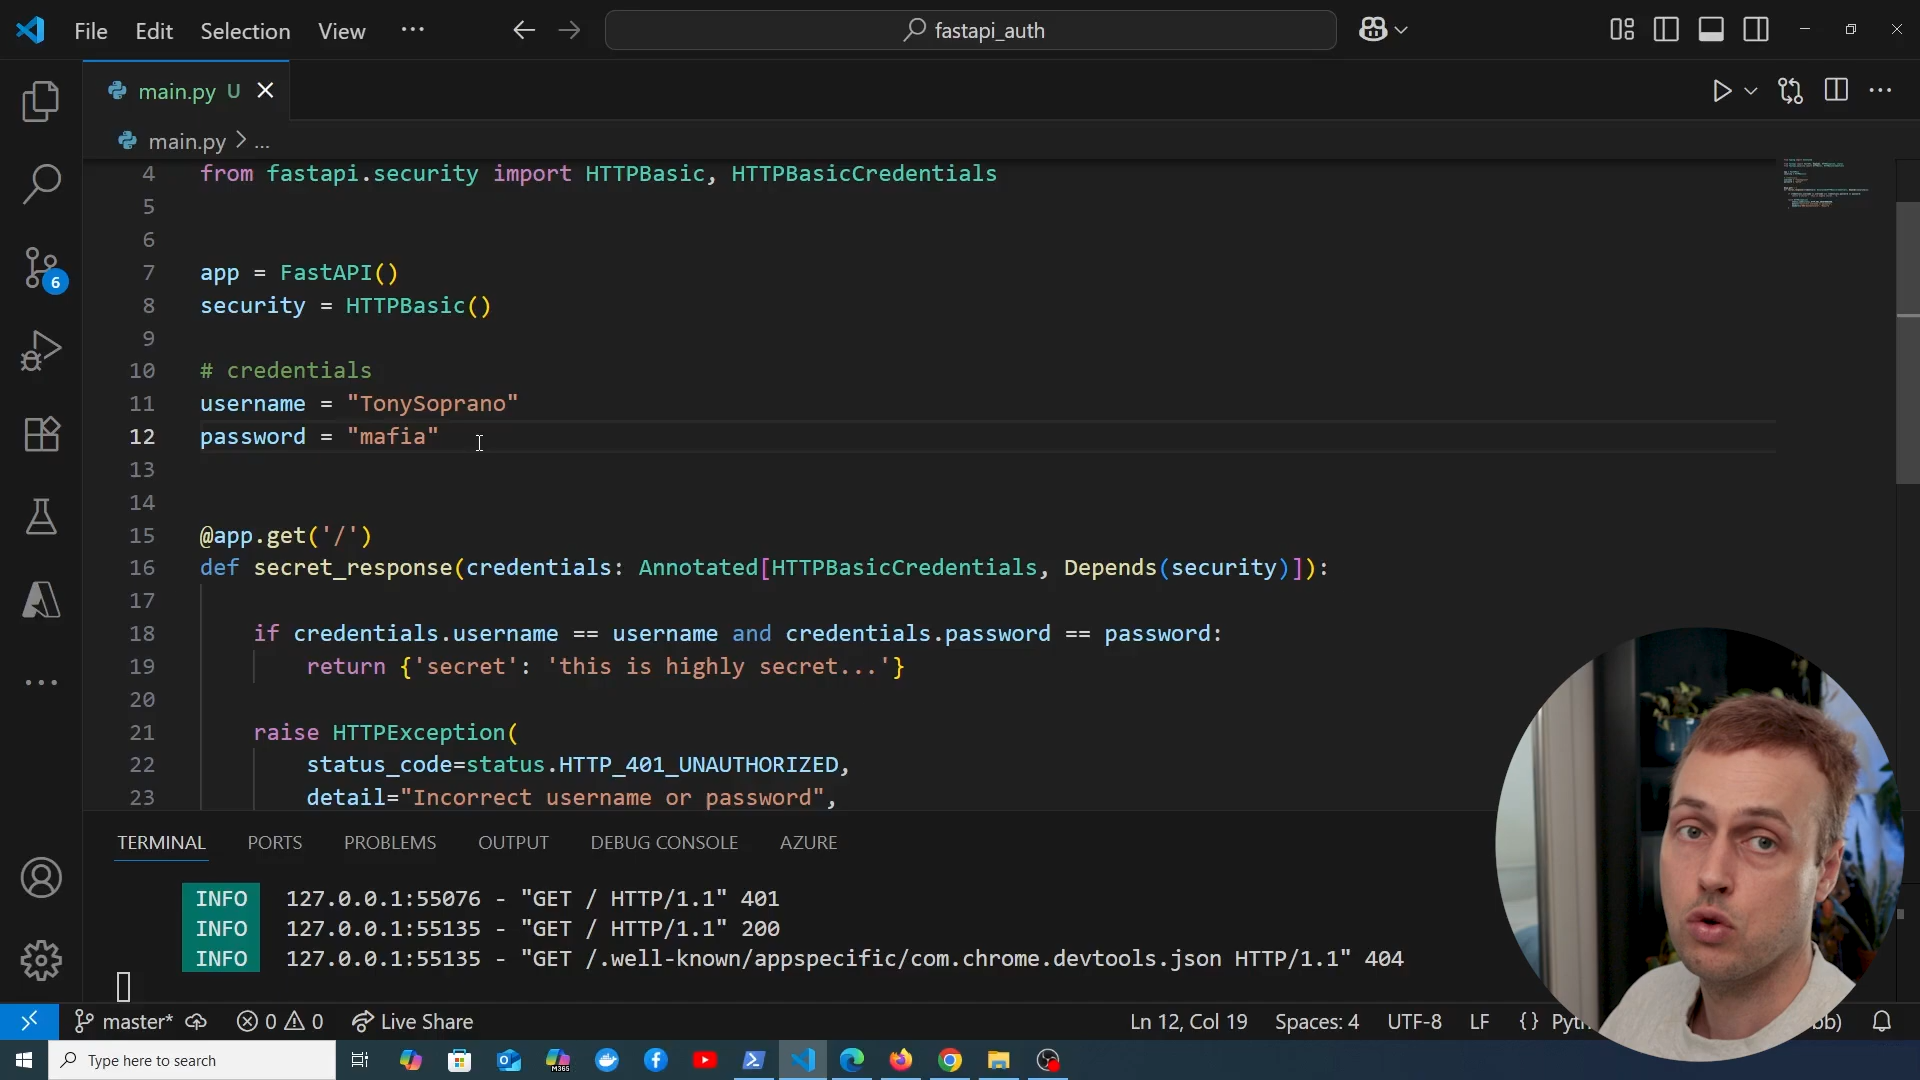 File Edit Selection View ...
fastapi_auth
main.py U
main.py > ...
4 from fastapi.security import HTTPBasic, HTTPBasicCredentials
5
6
7 app = FastAPI()
8 security = HTTPBasic()
9
10 # credentials
11 username = "TonySoprano"
12 password = "mafia"
13
14
15 @app.get('/')
16 def secret_response(credentials: Annotated[HTTPBasicCredentials, Depends(security)]):
17
18 if credentials.username == username and credentials.password == password:
19 return {'secret': 'this is highly secret...'}
20
21 raise HTTPException(
22 status_code=status.HTTP_401_UNAUTHORIZED,
23 detail="Incorrect username or password",
6
TERMINAL PORTS PROBLEMS OUTPUT DEBUG CONSOLE AZURE
INFO 127.0.0.1:55076 - "GET / HTTP/1.1" 401
INFO 127.0.0.1:55135 - "GET / HTTP/1.1" 200
INFO 127.0.0.1:55135 - "GET /.well-known/appspecific/com.chrome.devtools.json HTTP/1.1" 404
master* 0 0 Live Share Ln 12, Col 19 Spaces: 4 UTF-8 LF {}
Type here to search
M365